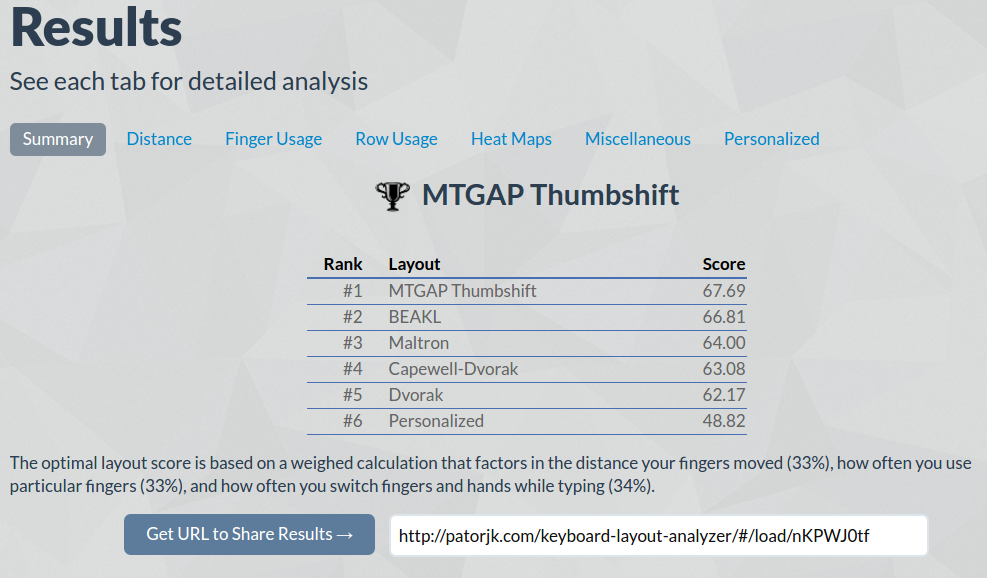 Results
See each tab for detailed analysis
Summary Distance Finger Usage Row Usage Heat Maps Miscellaneous Personalized
MTGAP Thumbshift
Rank Layout Score
#1 MTGAP Thumbshift 67.69
#2 BEAKL 66.81
#3 Maltron 64.00
#4 Capewell-Dvorak 63.08
#5 Dvorak 62.17
#6 Personalized 48.82
The optimal layout score is based on a weighed calculation that factors in the distance your fingers moved (33%), how often you use
particular fingers (33%), and how often you switch fingers and hands while typing (34%).
Get URL to Share Results → http://patorjk.com/keyboard-layout-analyzer/#/load/nKPWJ0tf